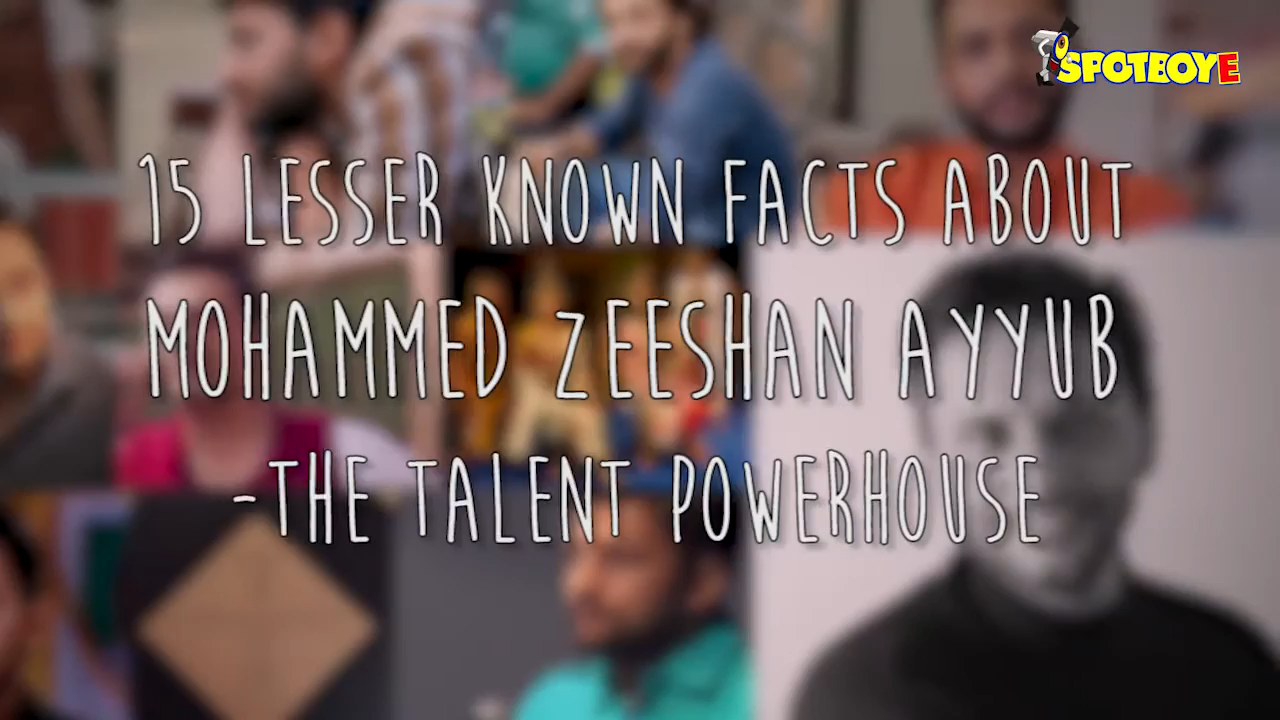 SPOTBOYE
15 LESSER KNOWN FACTS ABOUT
MOHAMMED ZEESHAN AYYUB
-THE TALENT POWERHOUSE